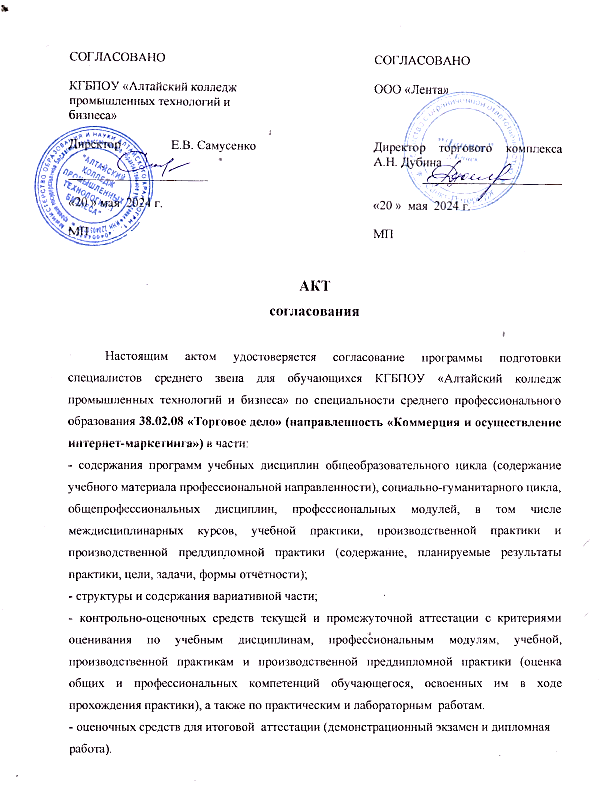 СОГЛАСОВАНО
КГБПОУ «Алтайский колледж
промышленных технологий и
бизнеса»
Директор Е.В. Самусенко
«20 » мая 2024 г.
МП
"АЛТАЙСКИЙ
КОЛЛЕДЖ
ПРОМЫШЛЕННЫХ
ТЕХНОЛОГИЙ И
БИЗНЕСА"
СОГЛАСОВАНО
ООО «Лента»
Директор торгового комплекса
А.Н. Дубина
«20 » мая 2024 г.
МП
АКТ
согласования
Настоящим актом удостоверяется согласование программы подготовки
специалистов среднего звена для обучающихся КГБПОУ «Алтайский колледж
промышленных технологий и бизнеса» по специальности среднего профессионального
образования 38.02.08 «Торговое дело» (направленность «Коммерция и осуществление
интернет-маркетинга») в части:
- содержания программ учебных дисциплин общеобразовательного цикла (содержание
учебного материала профессиональной направленности), социально-гуманитарного цикла,
общепрофессиональных дисциплин, профессиональных модулей, в том числе
междисциплинарных курсов, учебной практики, производственной практики и
производственной преддипломной практики (содержание, планируемые результаты
практики, цели, задачи, формы отчетности);
- структуры и содержания вариативной части;
- контрольно-оценочных средств текущей и промежуточной аттестации с критериями
оценивания по учебным дисциплинам, профессиональным модулям, учебной,
производственной практикам и производственной преддипломной практики (оценка
общих и профессиональных компетенций обучающегося, освоенных им в ходе
прохождения практики), а также по практическим и лабораторным работам.
- оценочных средств для итоговой аттестации (демонстрационный экзамен и дипломная
работа).